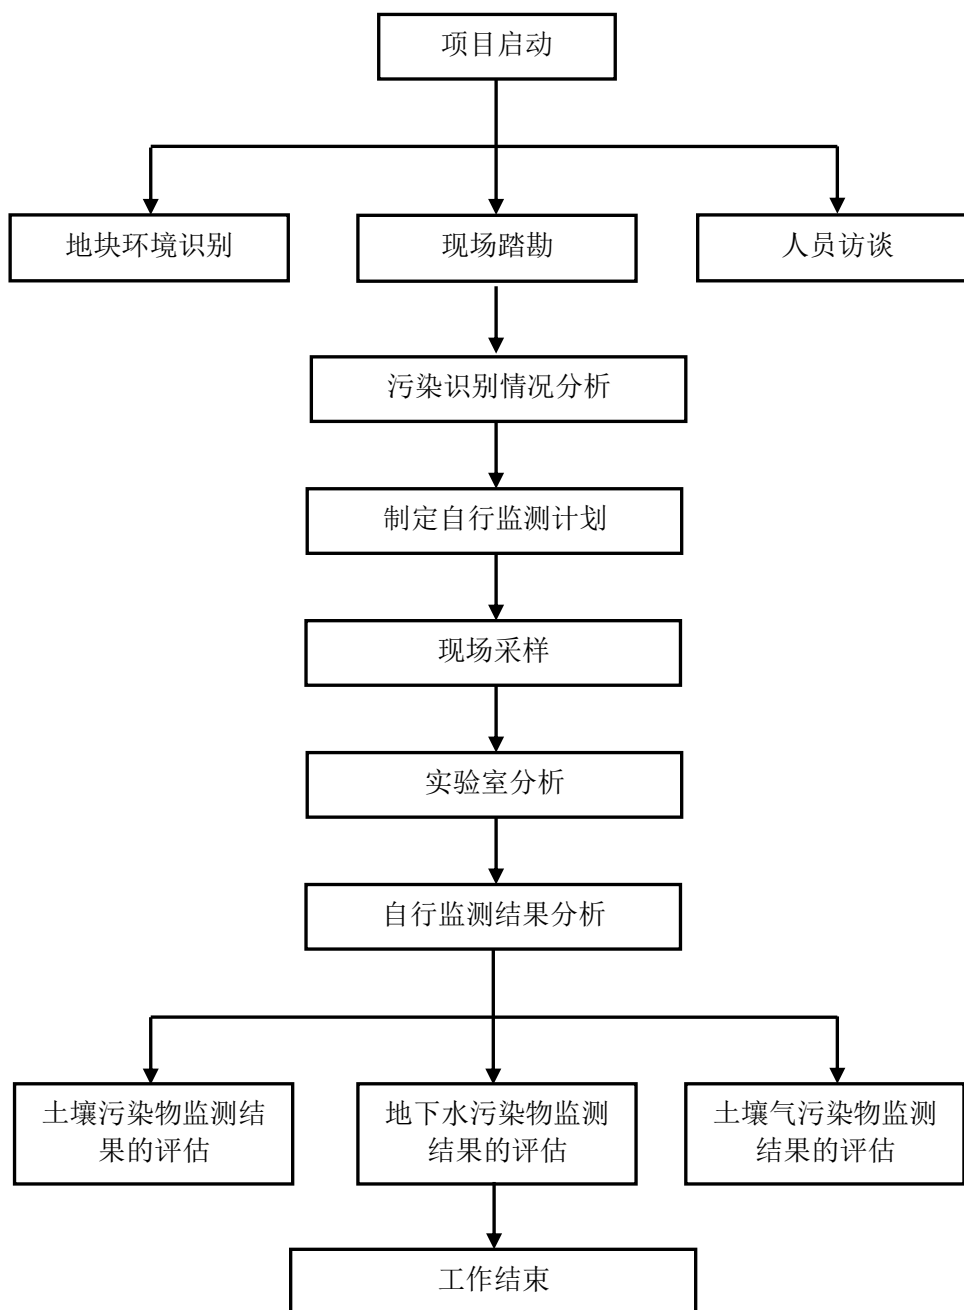 项目启动
地块环境识别
现场踏勘
人员访谈
污染识别情况分析
制定自行监测计划
现场采样
实验室分析
自行监测结果分析
土壤污染物监测结
果的评估
地下水污染物监测
结果的评估
土壤气污染物监测
结果的评估
工作结束